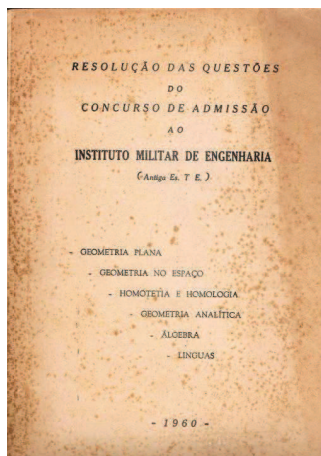 RESOLUÇÃO DAS QUESTÕES
DO
CONCURSO DE ADMISSÃO
AO
INSTITUTO MILITAR DE ENGENHARIA
(Antiga Es. T E.)
- GEOMETRIA PLANA
- GEOMETRIA NO ESPAÇO
- HOMOTETIA E HOMOLOGIA
- GEOMETRIA ANALÍTICA
- ÁLGEBRA
- LINGUAS
- 1960 -